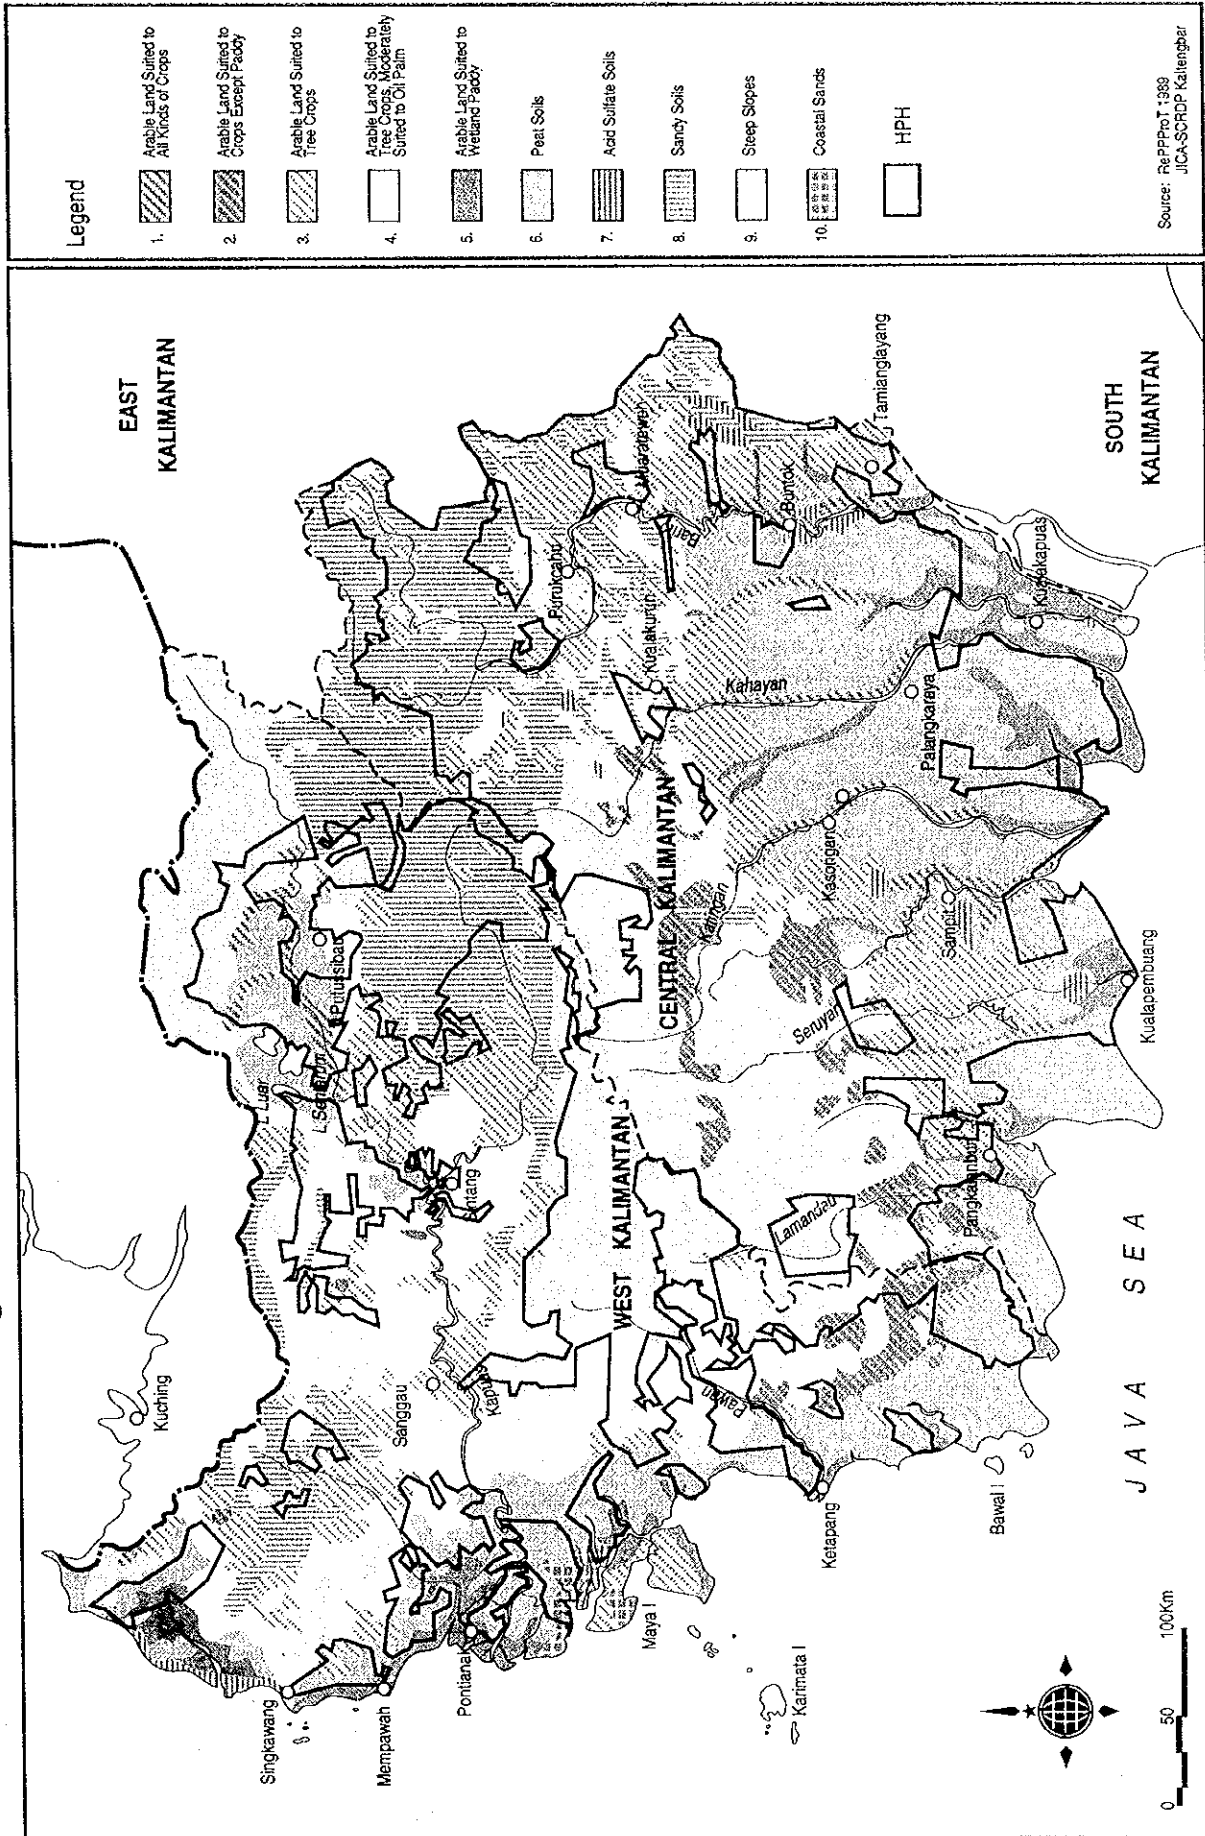 Legend
1. Arable Land Suited to
All Kinds of Crops
2. Arable Land Suited to
Crops Except Paddy
3. Arable Land Suited to
Tree Crops
4. Arable Land Suited to
Tree Crops, Moderately
Suited to Oil Palm
5. Arable Land Suited to
Wetland Paddy
6. Peat Soils
7. Acid Sulfate Soils
8. Sandy Soils
9. Steep Slopes
10. Coastal Sands
HPH
Source: RePPProT 1989
JICA-SCRDP Kaltengbar
EAST
KALIMANTAN
SOUTH
KALIMANTAN
CENTRAL KALIMANTAN
WEST KALIMANTAN
JAVA SEA
Kuching
Singkawang
Mempawah
Pontianak
Sanggau
Kapuas
Sintang
L Luar
L Sentarum
Putussibau
Maya I
Karimata I
Ketapang
Bawal I
Pawan
Lamandau
Pangkalanbun
Seruyan
Kualapembuang
Sampit
Kasongan
Katingan
Palangkaraya
Kahayan
Kualakurun
Purukcahu
Muarateweh
Barito
Buntok
Tamianglayang
Kualakapuas
0 50 100Km